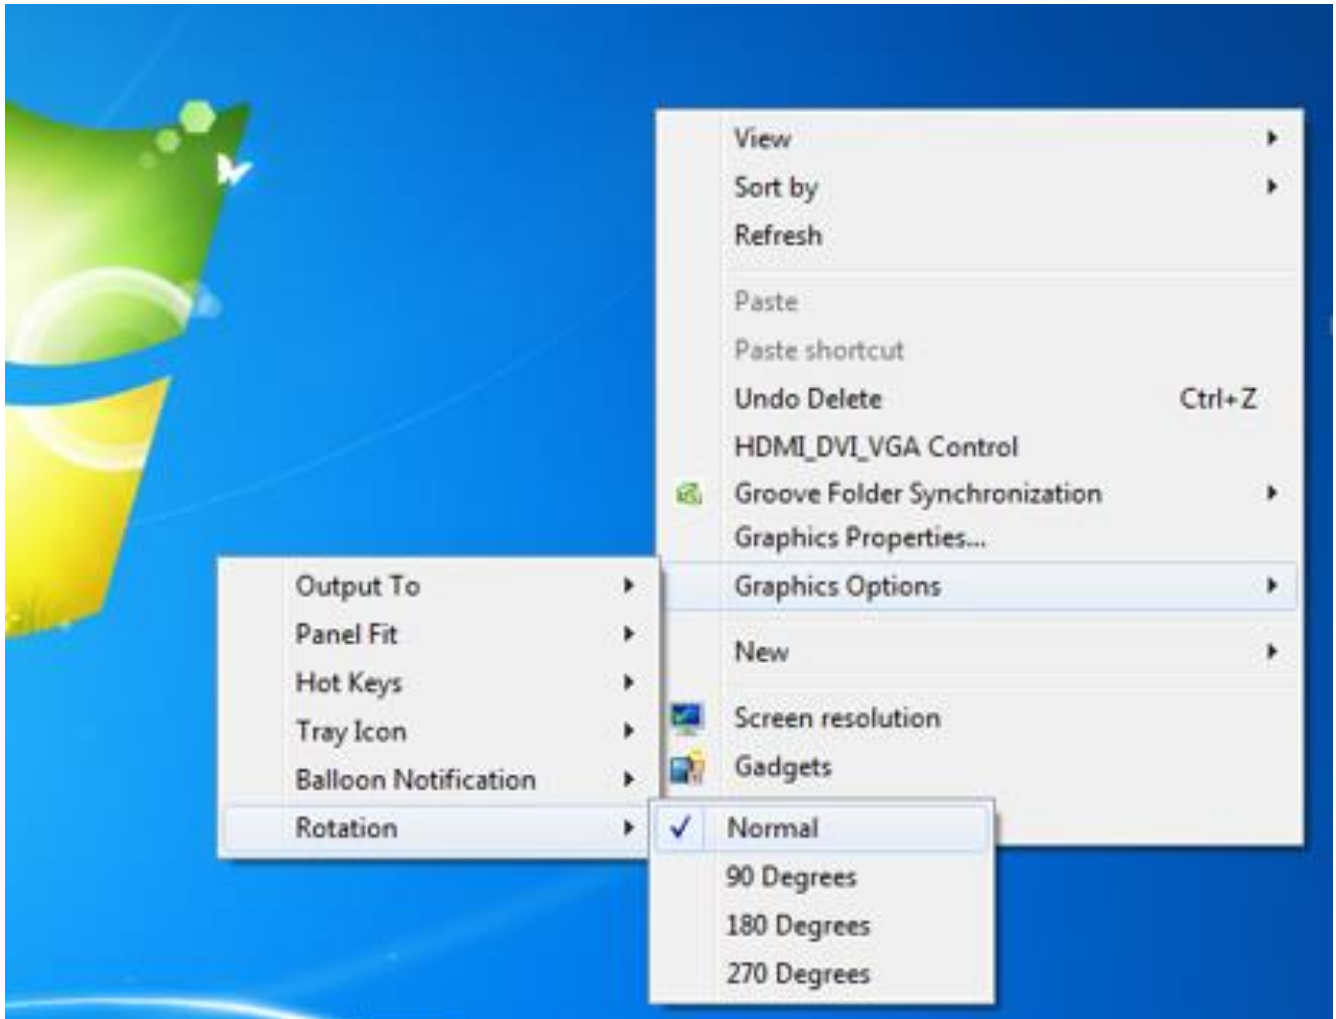 View
Sort by
Refresh
Paste
Paste shortcut
Undo Delete Ctrl+Z
HDMI_DVI_VGA Control
Groove Folder Synchronization
Graphics Properties...
Graphics Options
New
Screen resolution
Gadgets
Output To
Panel Fit
Hot Keys
Tray Icon
Balloon Notification
Rotation
Normal
90 Degrees
180 Degrees
270 Degrees